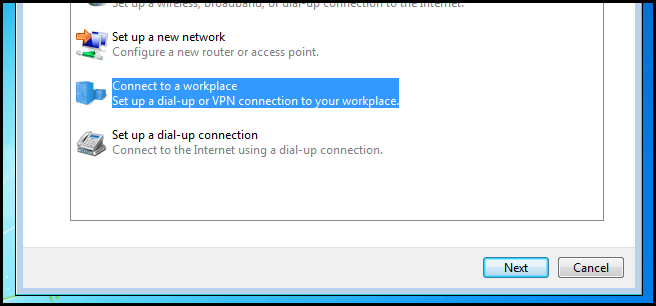 Set up a wireless, broadband, or dial-up connection to the Internet.
Set up a new network
Configure a new router or access point.
Connect to a workplace
Set up a dial-up or VPN connection to your workplace.
Set up a dial-up connection
Connect to the Internet using a dial-up connection.
Next
Cancel